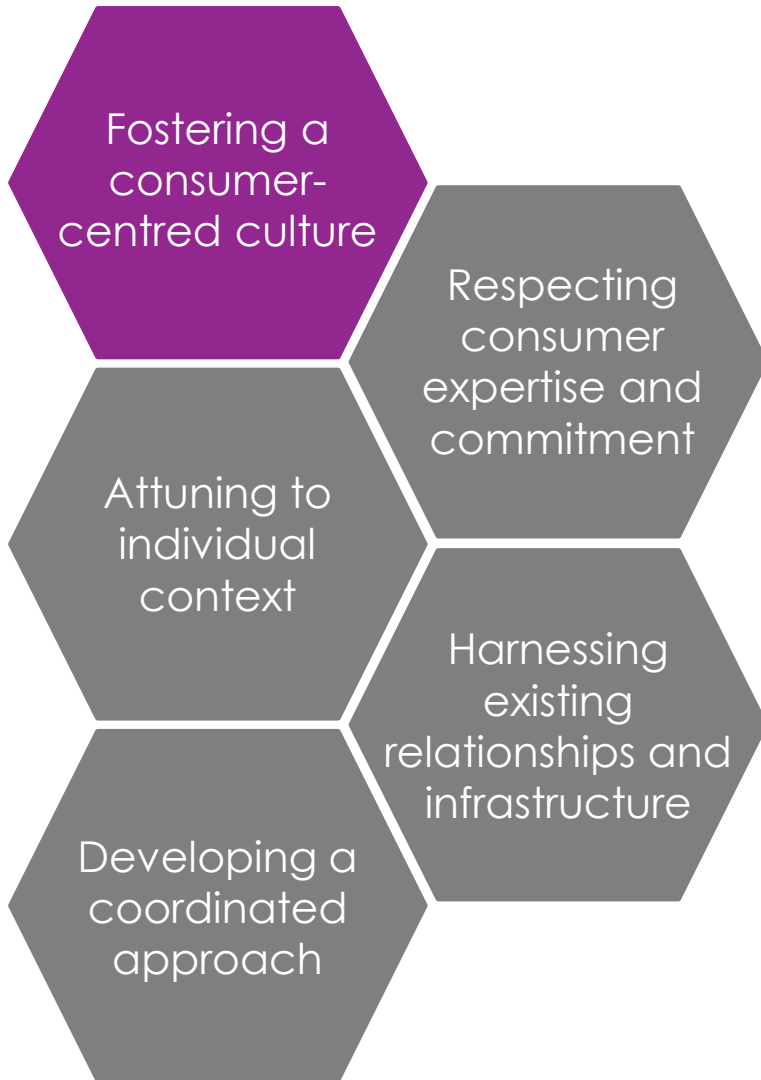 Fostering a
consumer-
centred culture
Respecting
consumer
expertise and
commitment
Attuning to
individual
context
Harnessing
existing
relationships and
infrastructure
Developing a
coordinated
approach